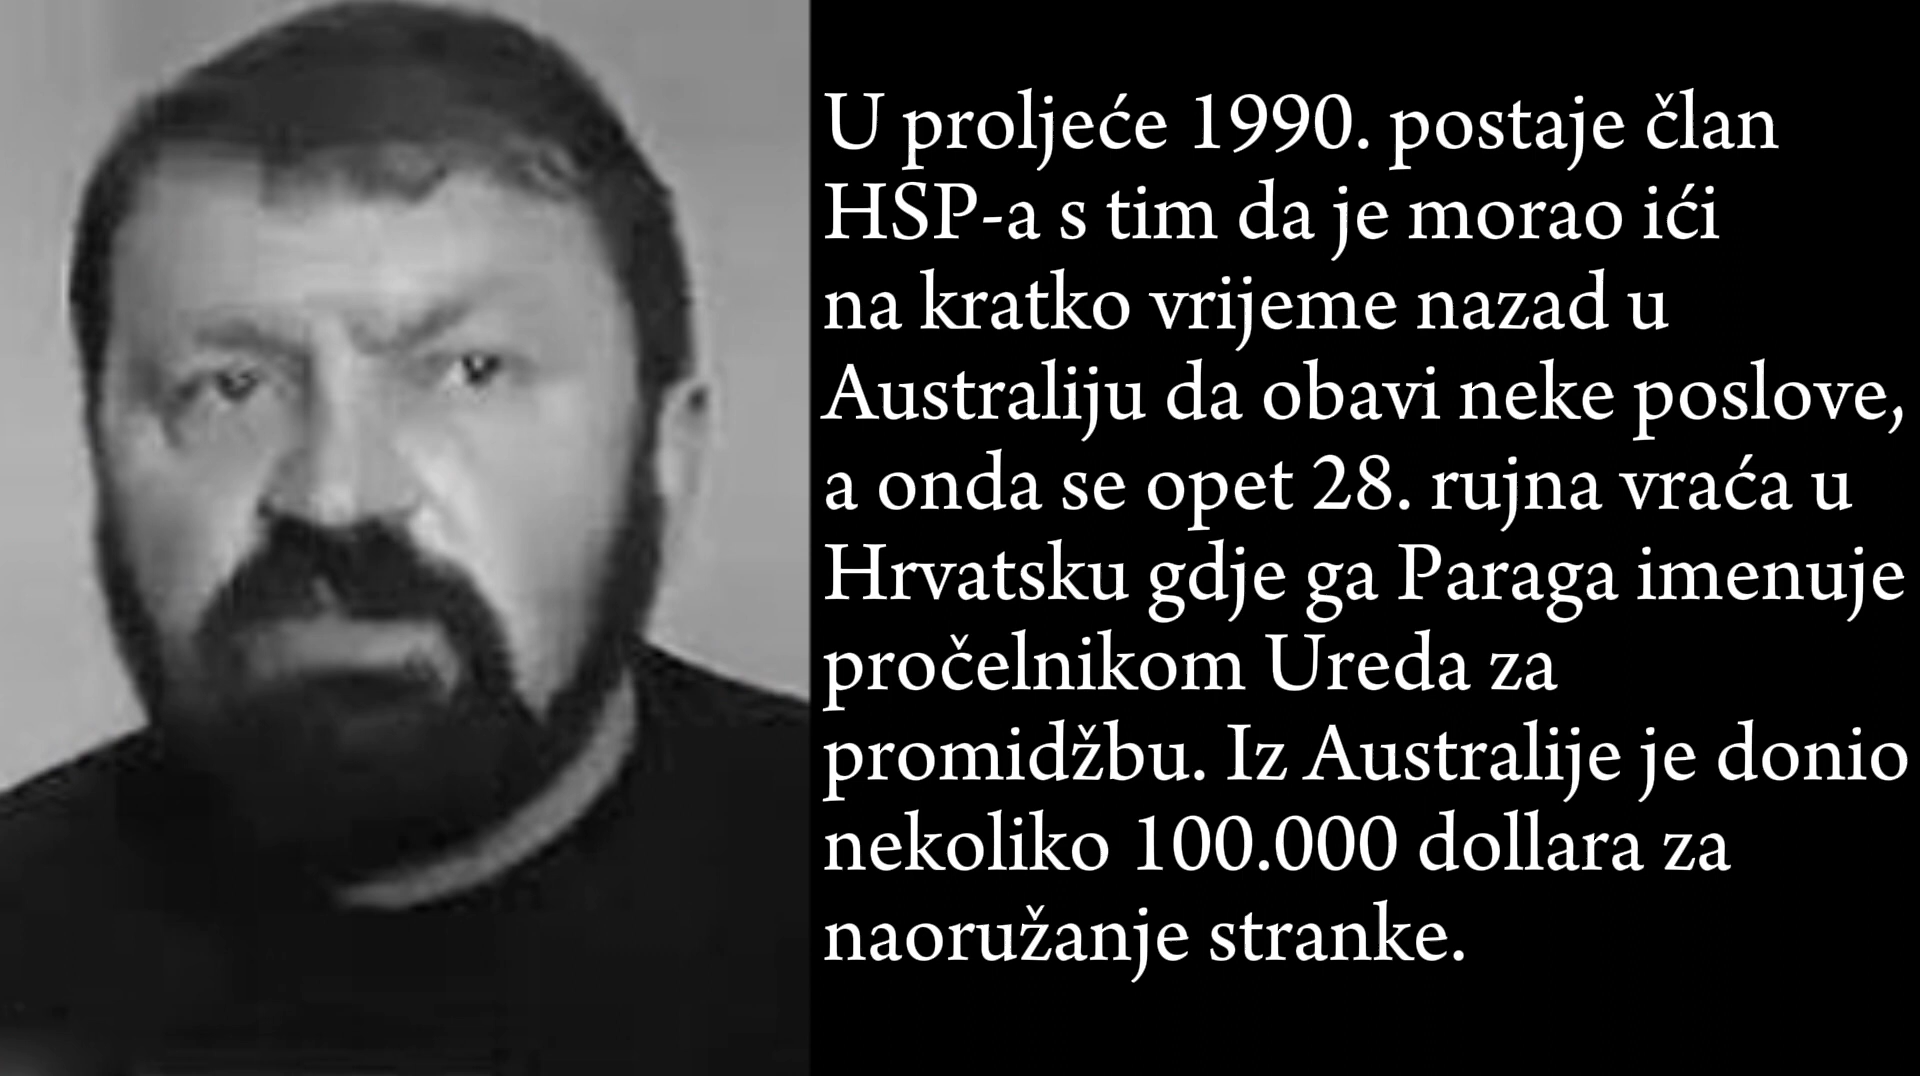 U proljeće 1990. postaje član
HSP-a s tim da je morao ići
na kratko vrijeme nazad u
Australiju da obavi neke poslove,
a onda se opet 28. rujna vraća u
Hrvatsku gdje ga Paraga imenuje
pročelnikom Ureda za
promidžbu. Iz Australije je donio
nekoliko 100.000 dollara za
naoružanje stranke.